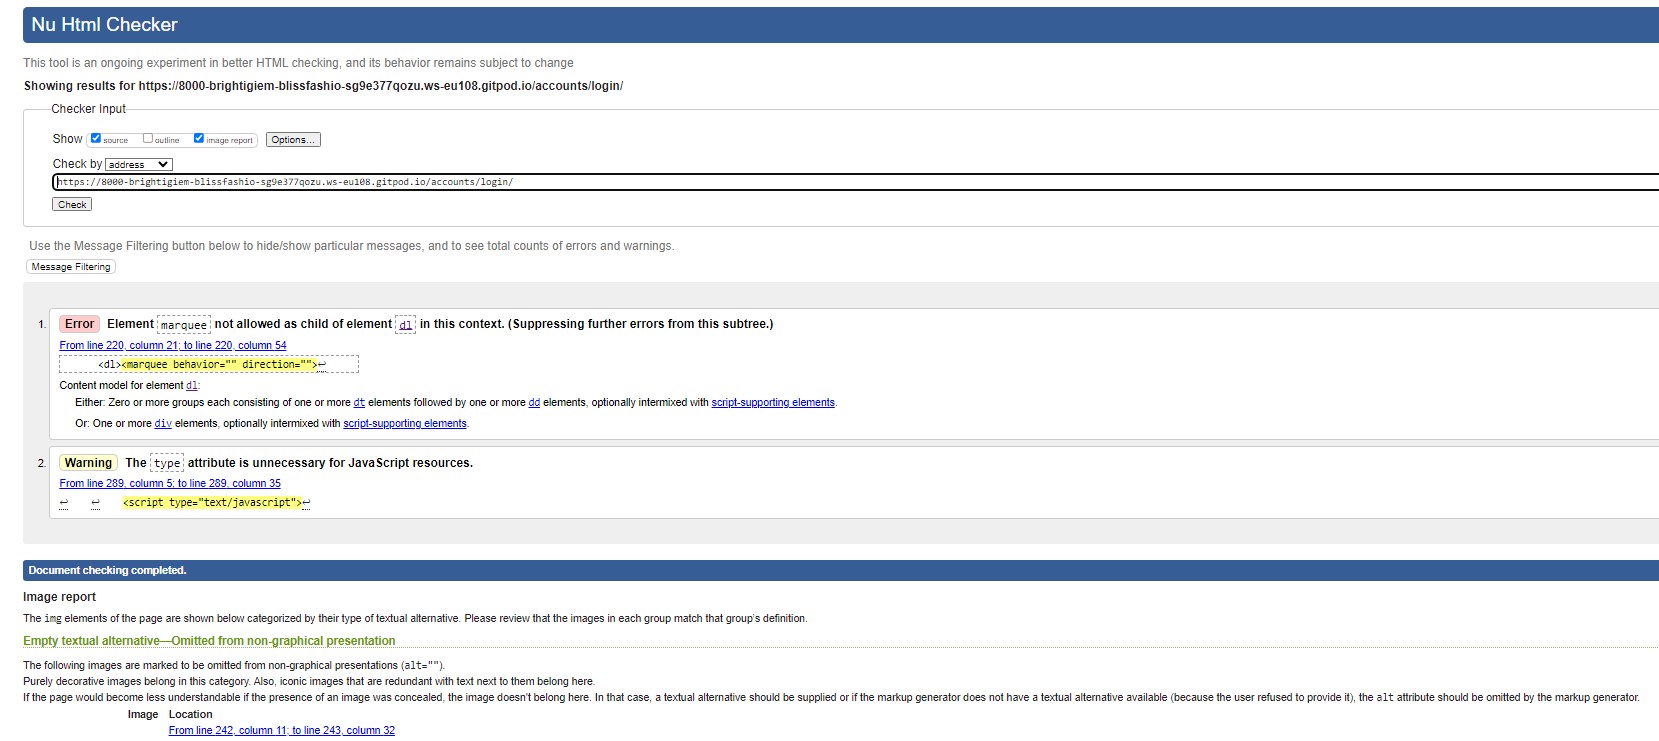 Nu Html Checker
This tool is an ongoing experiment in better HTML checking, and its behavior remains subject to change
Showing results for https://8000-brightigiem-blissfashio-sg9e377qozu.ws-eu108.gitpod.io/accounts/login/
Checker Input
Show source outline image report Options...
Check by address
https://8000-brightigiem-blissfashio-sg9e377qozu.ws-eu108.gitpod.io/accounts/login/
Check
Use the Message Filtering button below to hide/show particular messages, and to see total counts of errors and warnings.
Message Filtering
1. Error Element marquee not allowed as child of element dl in this context. (Suppressing further errors from this subtree.)
From line 220, column 21; to line 220, column 54
<dl><marquee behavior="" direction="">↩
Content model for element dl:
Either: Zero or more groups each consisting of one or more dt elements followed by one or more dd elements, optionally intermixed with script-supporting elements.
Or: One or more div elements, optionally intermixed with script-supporting elements.
2. Warning The type attribute is unnecessary for JavaScript resources.
From line 289, column 5; to line 289, column 35
↩ ↩ <script type="text/javascript">↩
Document checking completed.
Image report
The img elements of the page are shown below categorized by their type of textual alternative. Please review that the images in each group match that group's definition.
Empty textual alternative—Omitted from non-graphical presentation
The following images are marked to be omitted from non-graphical presentations (alt="").
Purely decorative images belong in this category. Also, iconic images that are redundant with text next to them belong here.
If the page would become less understandable if the presence of an image was concealed, the image doesn't belong here. In that case, a textual alternative should be supplied or if the markup generator does not have a textual alternative available (because the user refused to provide it), the alt attribute should be omitted by the markup generator.
Image Location
From line 242, column 11; to line 243, column 32